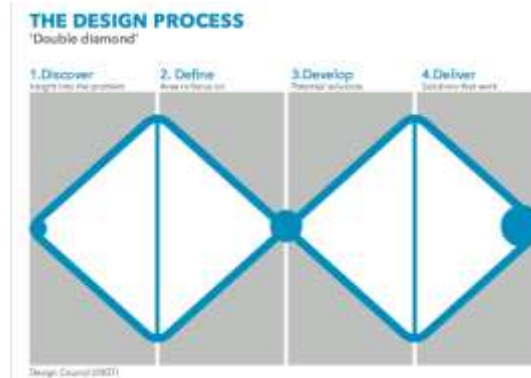 THE DESIGN PROCESS
'Double diamond'
1.Discover
Insight into the problem
2. Define
Area to focus on
3.Develop
Potential solutions
4.Deliver
Solutions that work
Design Council (2007)